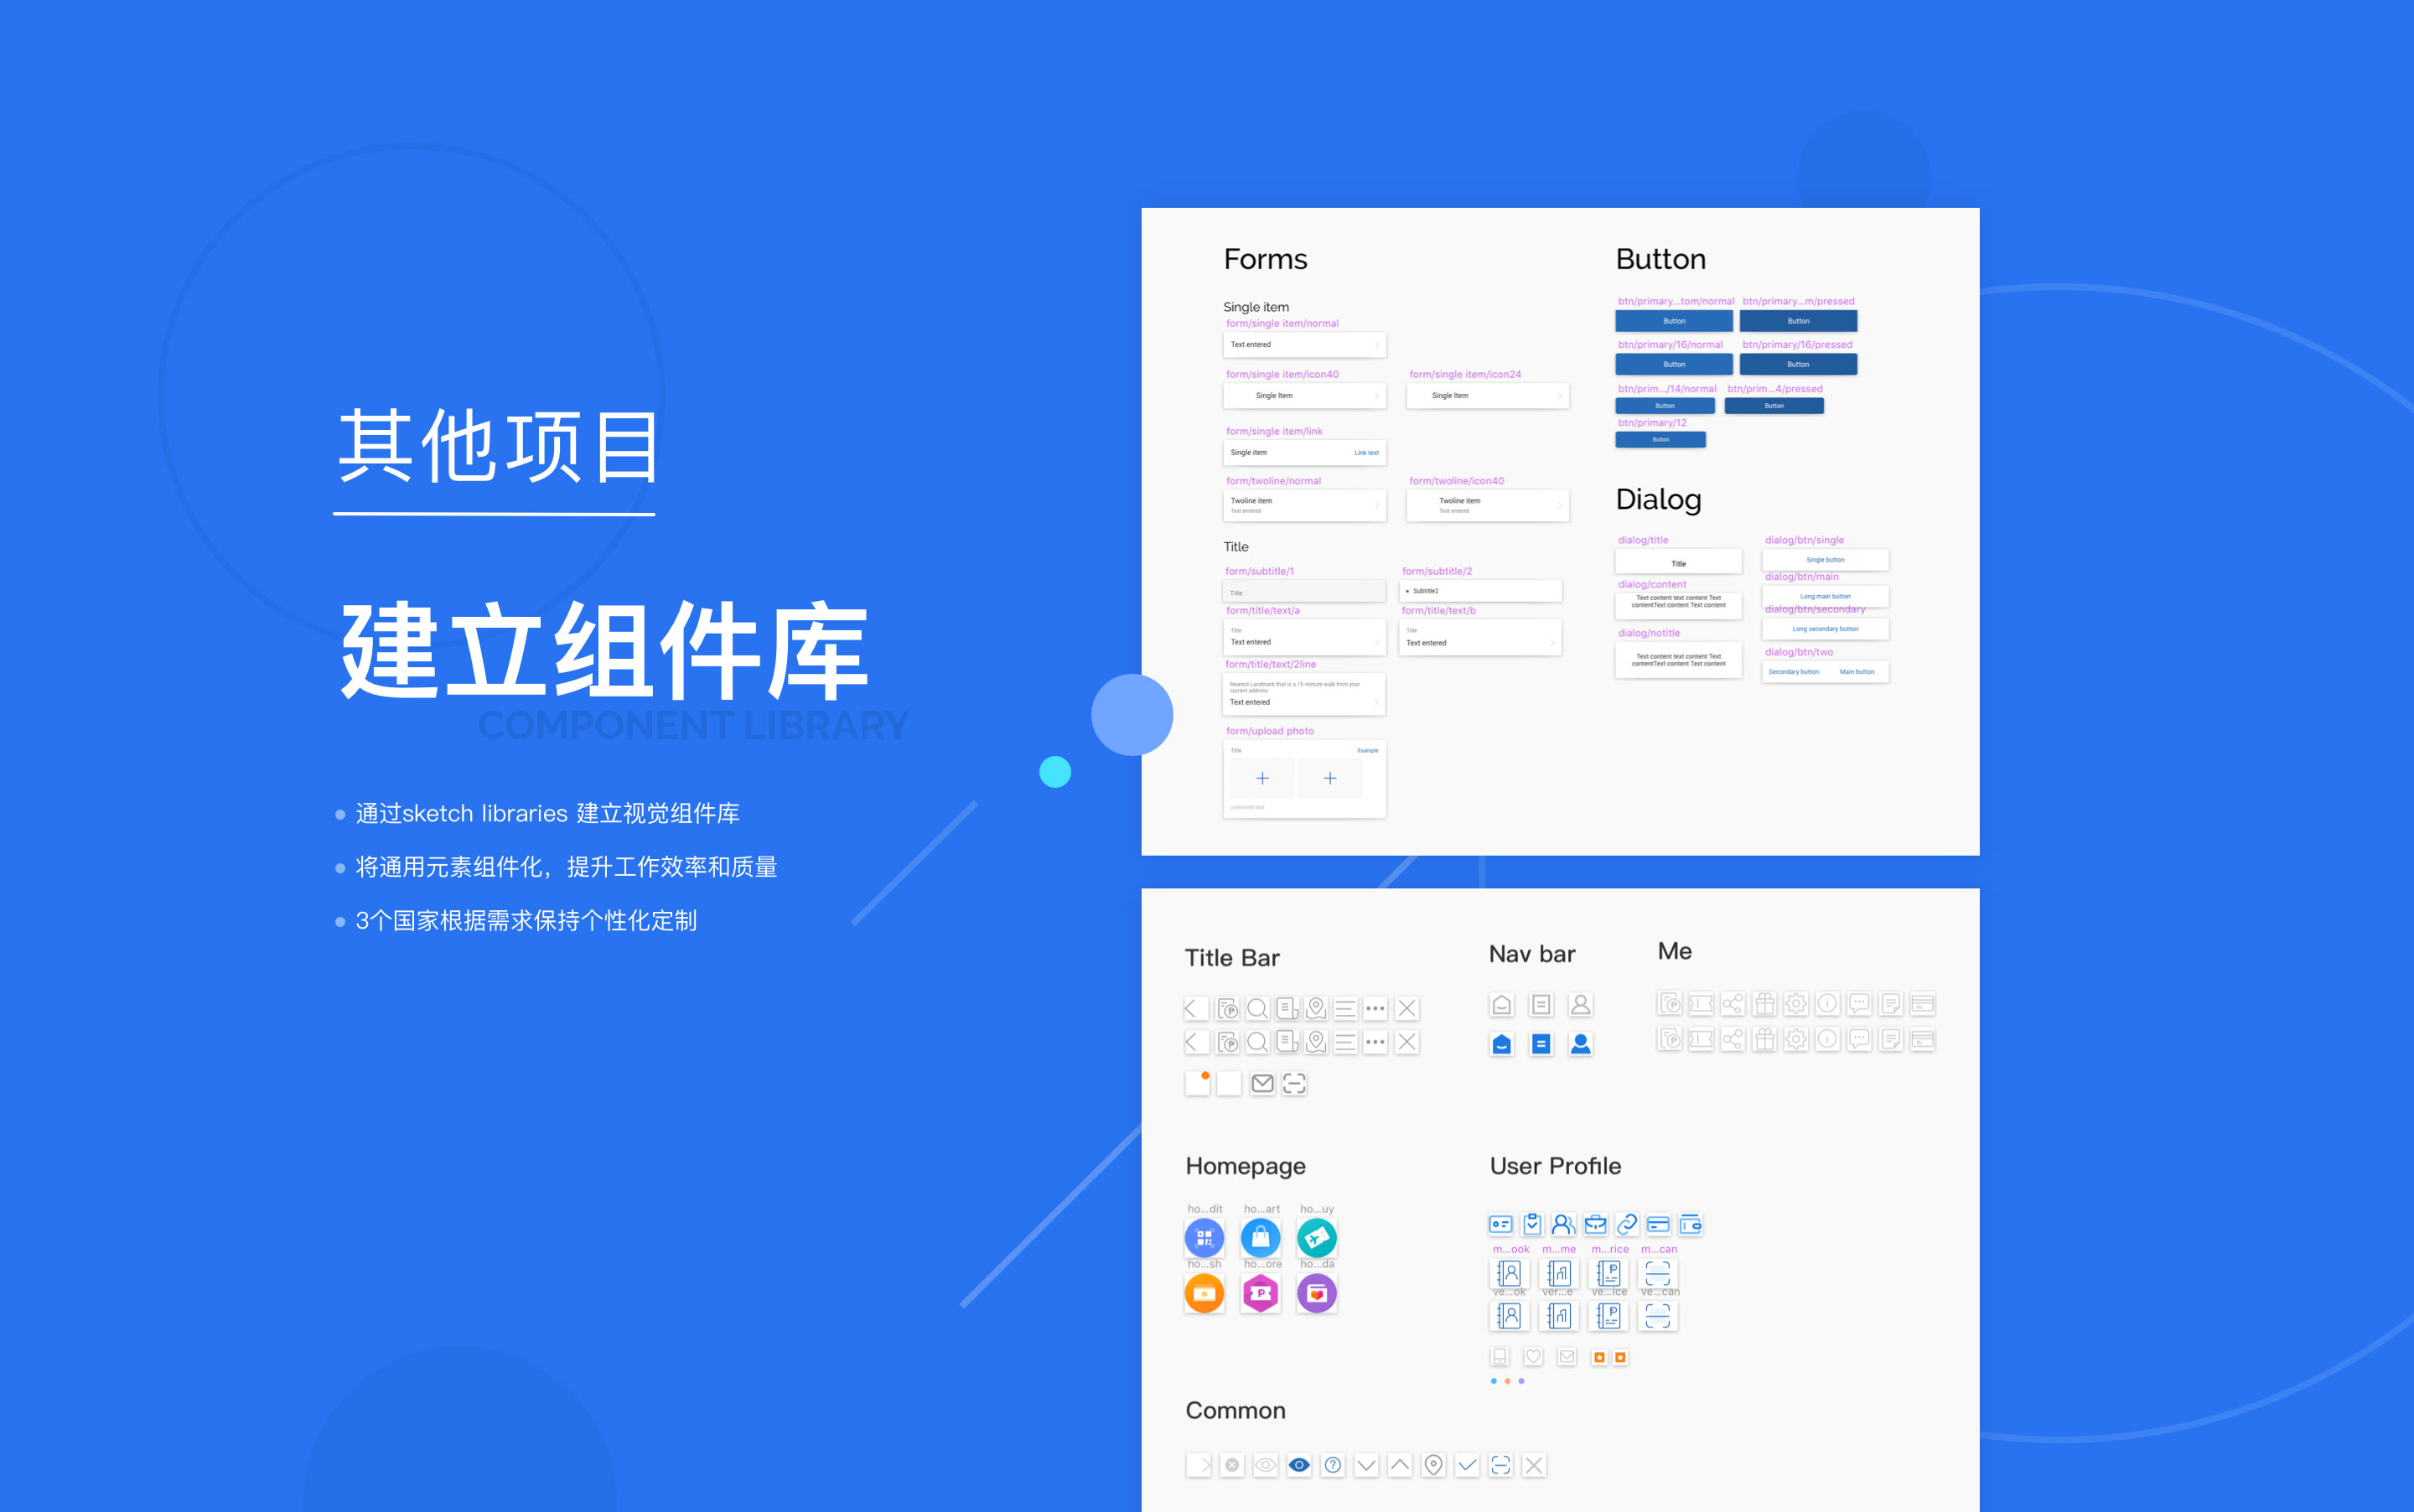 其他项目
建立组件库
COMPONENT LIBRARY
通过sketch libraries 建立视觉组件库
将通用元素组件化，提升工作效率和质量
3个国家根据需求保持个性化定制
Forms
Single item
form/single item/normal
Text entered
form/single item/icon40 form/single item/icon24
Single Item Single Item
form/single item/link
Single item Link text
form/twoline/normal form/twoline/icon40
Twoline item Twoline item
Text entered Text entered
Title
form/subtitle/1 form/subtitle/2
Title Subtitle2
form/title/text/a form/title/text/b
Title Title
Text entered Text entered
form/title/text/2line
Nearest Landmark that is a 15-minute walk from your
current address
Text entered
form/upload photo
Title Example
comment text
Button
btn/primary...tom/normal btn/primary...m/pressed
Button Button
btn/primary/16/normal btn/primary/16/pressed
Button Button
btn/prim.../14/normal btn/prim...4/pressed
Button Button
btn/primary/12
Button
Dialog
dialog/title dialog/btn/single
Title Single button
dialog/content dialog/btn/main
Text content text content Text
contentText content Text content
Long main button
dialog/btn/secondary
Long secondary button
dialog/notitle dialog/btn/two
Text content text content Text
contentText content Text content
Secondary button Main button
Title Bar
Nav bar
Me
Homepage
ho...dit ho...art ho...uy
ho...sh ho...ore ho...da
P
User Profile
m...ook m...me m...rice m...can
ve...ok ver...e ve...ice ve...can
Common